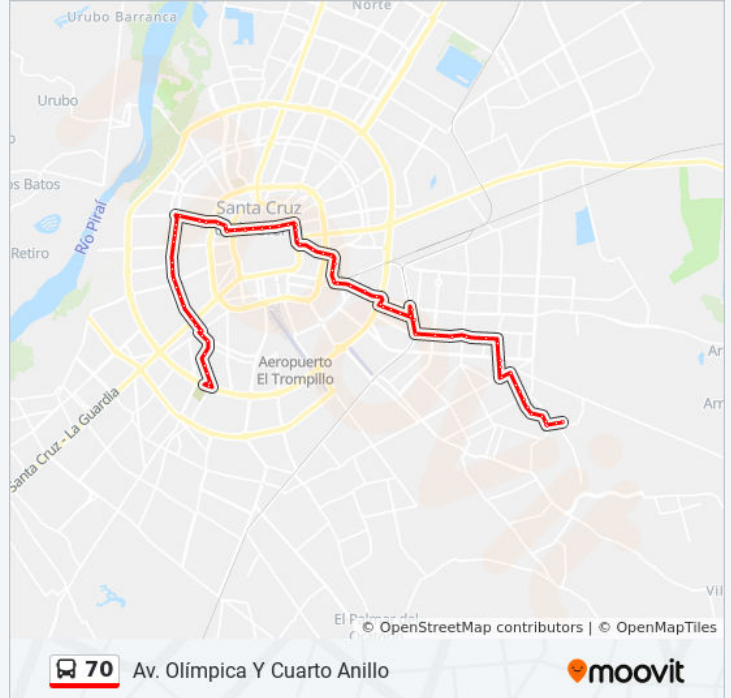 Norte
Urubo Barranca
Urubo
os Batos
Santa Cruz
Río Piraí
Retiro
Aeropuerto
El Trompillo
Ar
Arr
Santa Cruz - La Guardia
Vil
El Palmar del
© OpenStreetMap contributors | © OpenMapTiles
70 Av. Olímpica Y Cuarto Anillo moovit